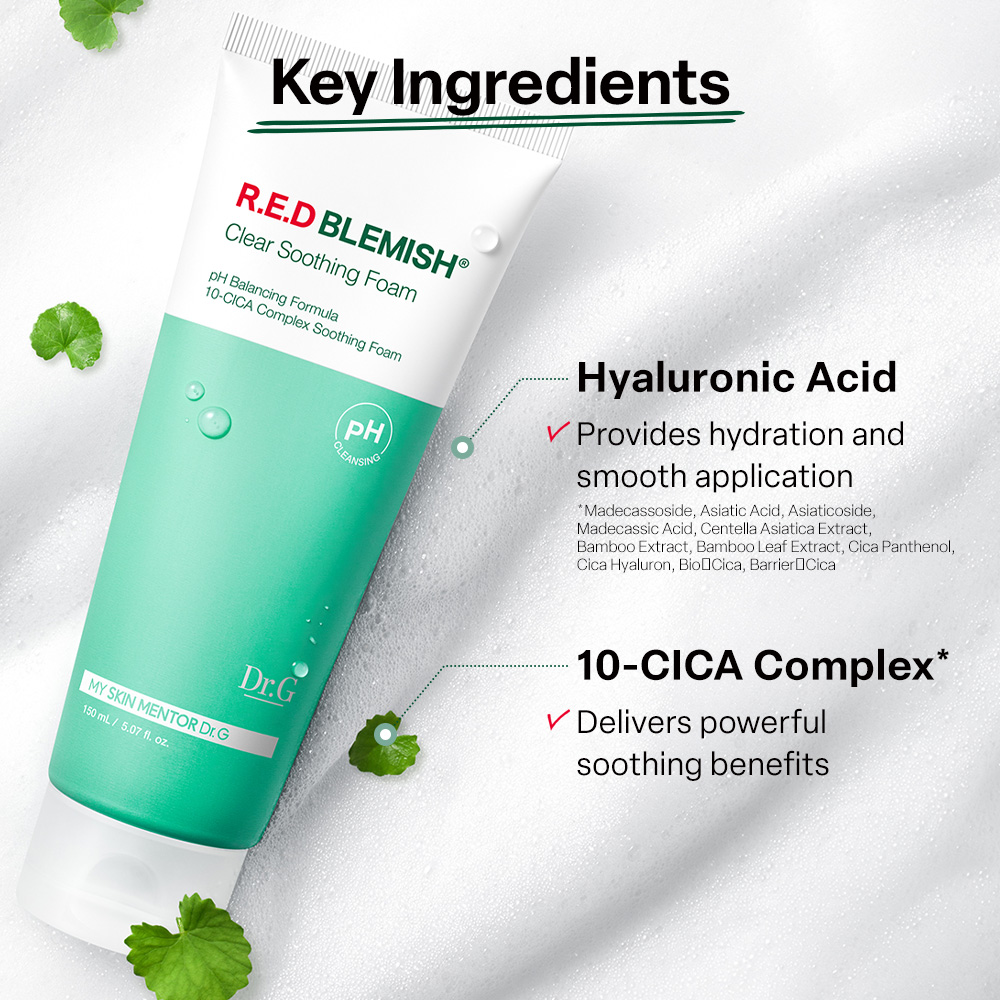 Key Ingredients
R.E.D BLEMISH®
Clear Soothing Foam
pH Balancing Formula
10-CICA Complex Soothing Foam
pH
CLEANSING
Hyaluronic Acid
Provides hydration and
smooth application
*Madecassoside, Asiatic Acid, Asiaticoside,
Madecassic Acid, Centella Asiatica Extract,
Bamboo Extract, Bamboo Leaf Extract, Cica Panthenol,
Cica Hyaluron, Bio▯Cica, Barrier▯Cica
10-CICA Complex*
Delivers powerful
soothing benefits
Dr.G
MY SKIN MENTOR Dr.G
150 mL / 5.07 fl. oz.